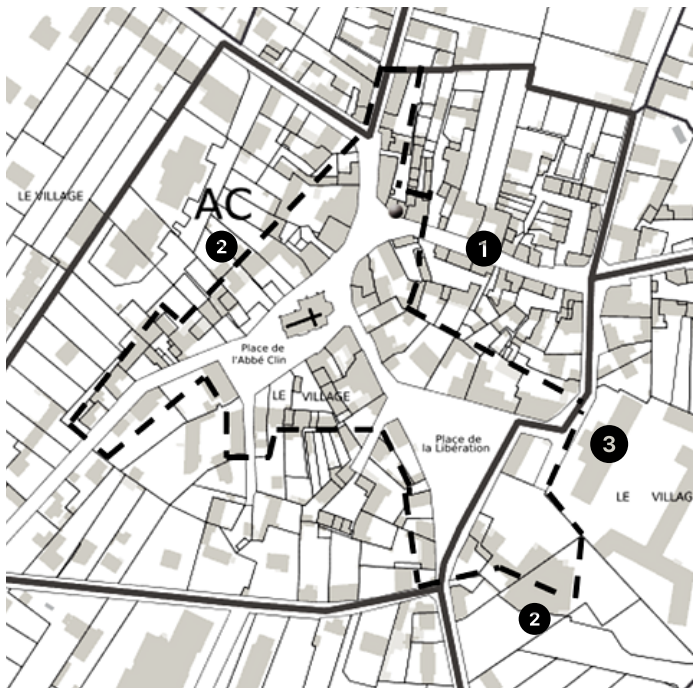 LE VILLAGE
AC
2
1
Place de
l'Abbé Clin
LE VILLAGE
Place de
la Libération
3
LE VILLAG
2